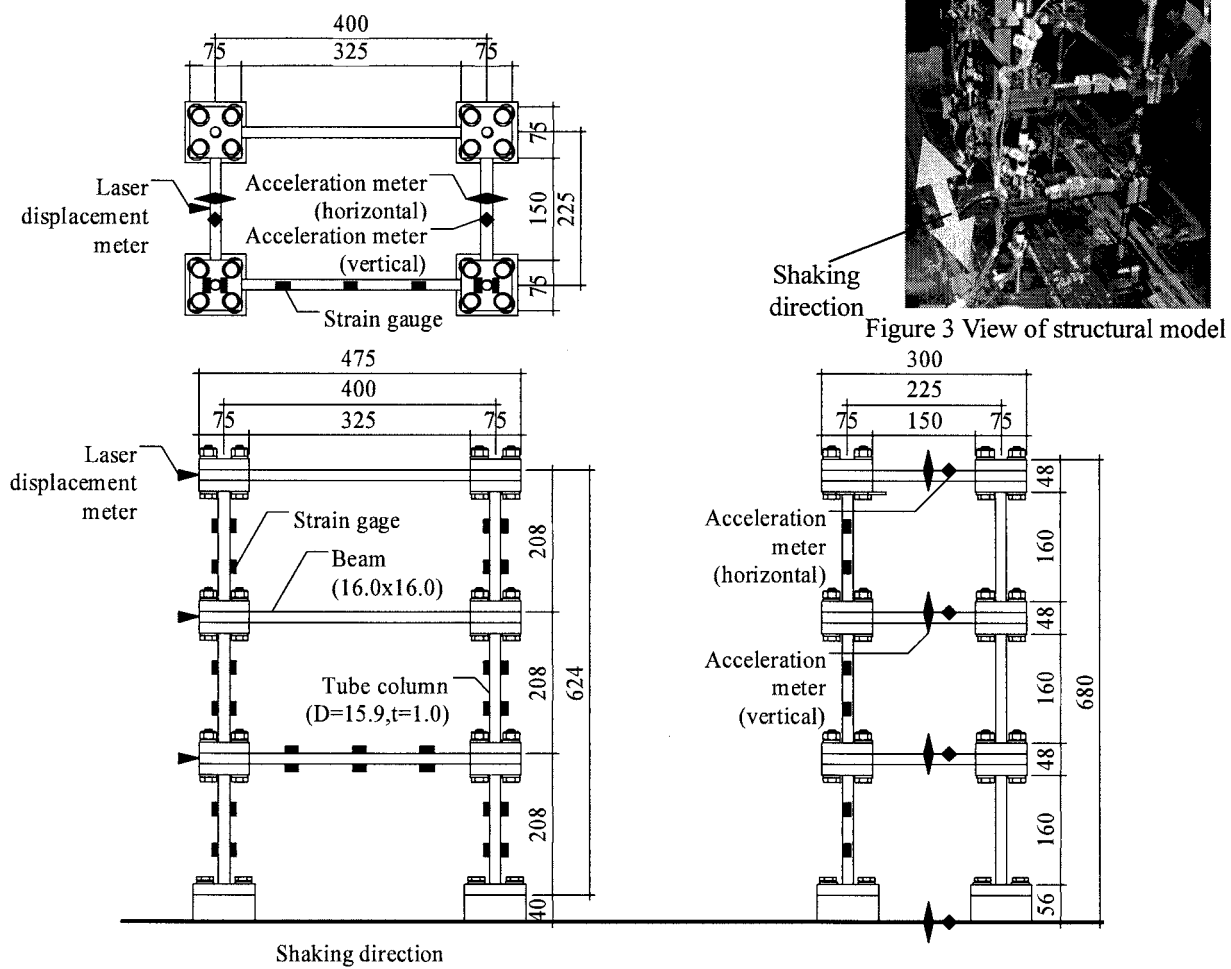 400
75
325
75
75
150
225
75
Laser
displacement
meter
Acceleration meter
(horizontal)
Acceleration meter
(vertical)
Strain gauge
Shaking
direction
Figure 3 View of structural model
475
400
75
325
75
Laser
displacement
meter
Strain gage
Beam
(16.0x16.0)
Tube column
(D=15.9,t=1.0)
208
208
208
624
40
Shaking direction
300
225
75
150
75
Acceleration
meter
(horizontal)
Acceleration
meter
(vertical)
48
160
48
160
48
160
56
680